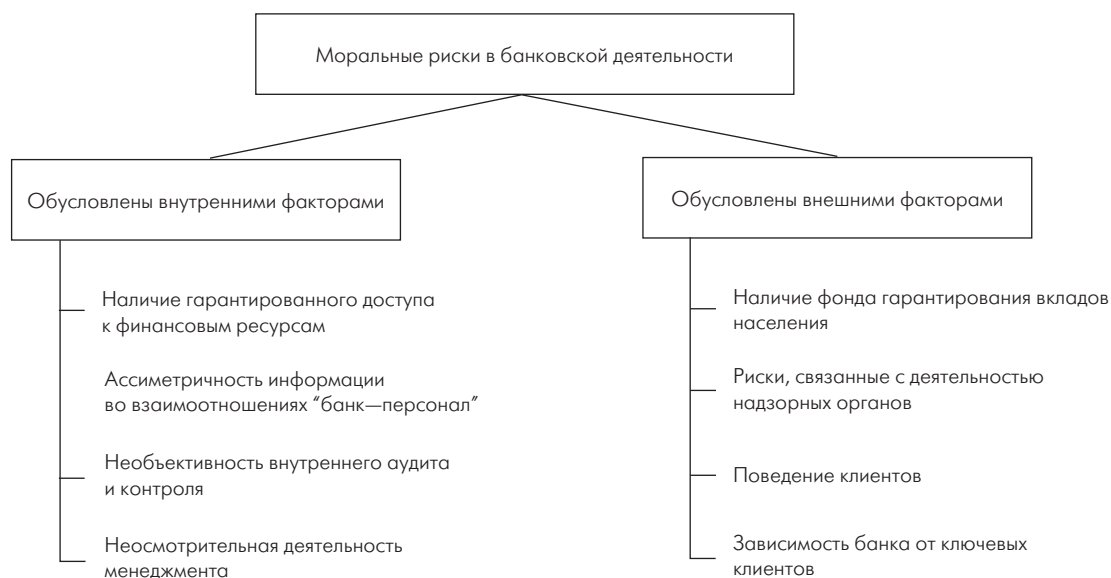 Моральные риски в банковской деятельности
Обусловлены внутренними факторами
Наличие гарантированного доступа
к финансовым ресурсам
Ассиметричность информации
во взаимоотношениях “банк—персонал”
Необъективность внутреннего аудита
и контроля
Неосмотрительная деятельность
менеджмента
Обусловлены внешними факторами
Наличие фонда гарантирования вкладов
населения
Риски, связанные с деятельностью
надзорных органов
Поведение клиентов
Зависимость банка от ключевых
клиентов